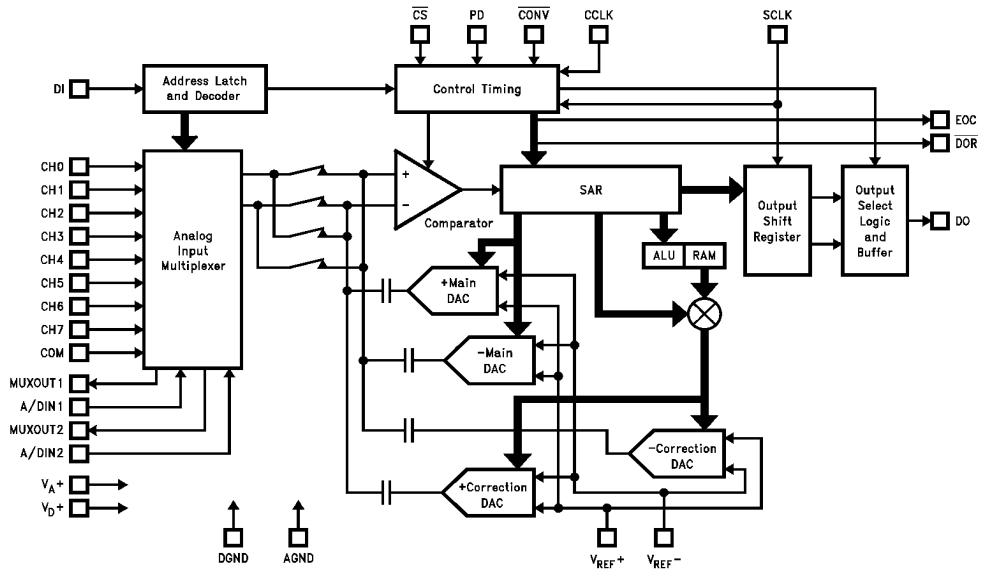 CS
PD
CONV
CCLK
SCLK
DI
Address Latch
and Decoder
Control Timing
EOC
DOR
CH0
CH1
CH2
CH3
CH4
CH5
CH6
CH7
COM
MUXOUT1
A/DIN1
MUXOUT2
A/DIN2
VA+
VD+
Analog
Input
Multiplexer
+
−
Comparator
SAR
ALU
RAM
Output
Shift
Register
Output
Select
Logic
and
Buffer
DO
+Main
DAC
−Main
DAC
−Correction
DAC
+Correction
DAC
DGND
AGND
VREF+
VREF−